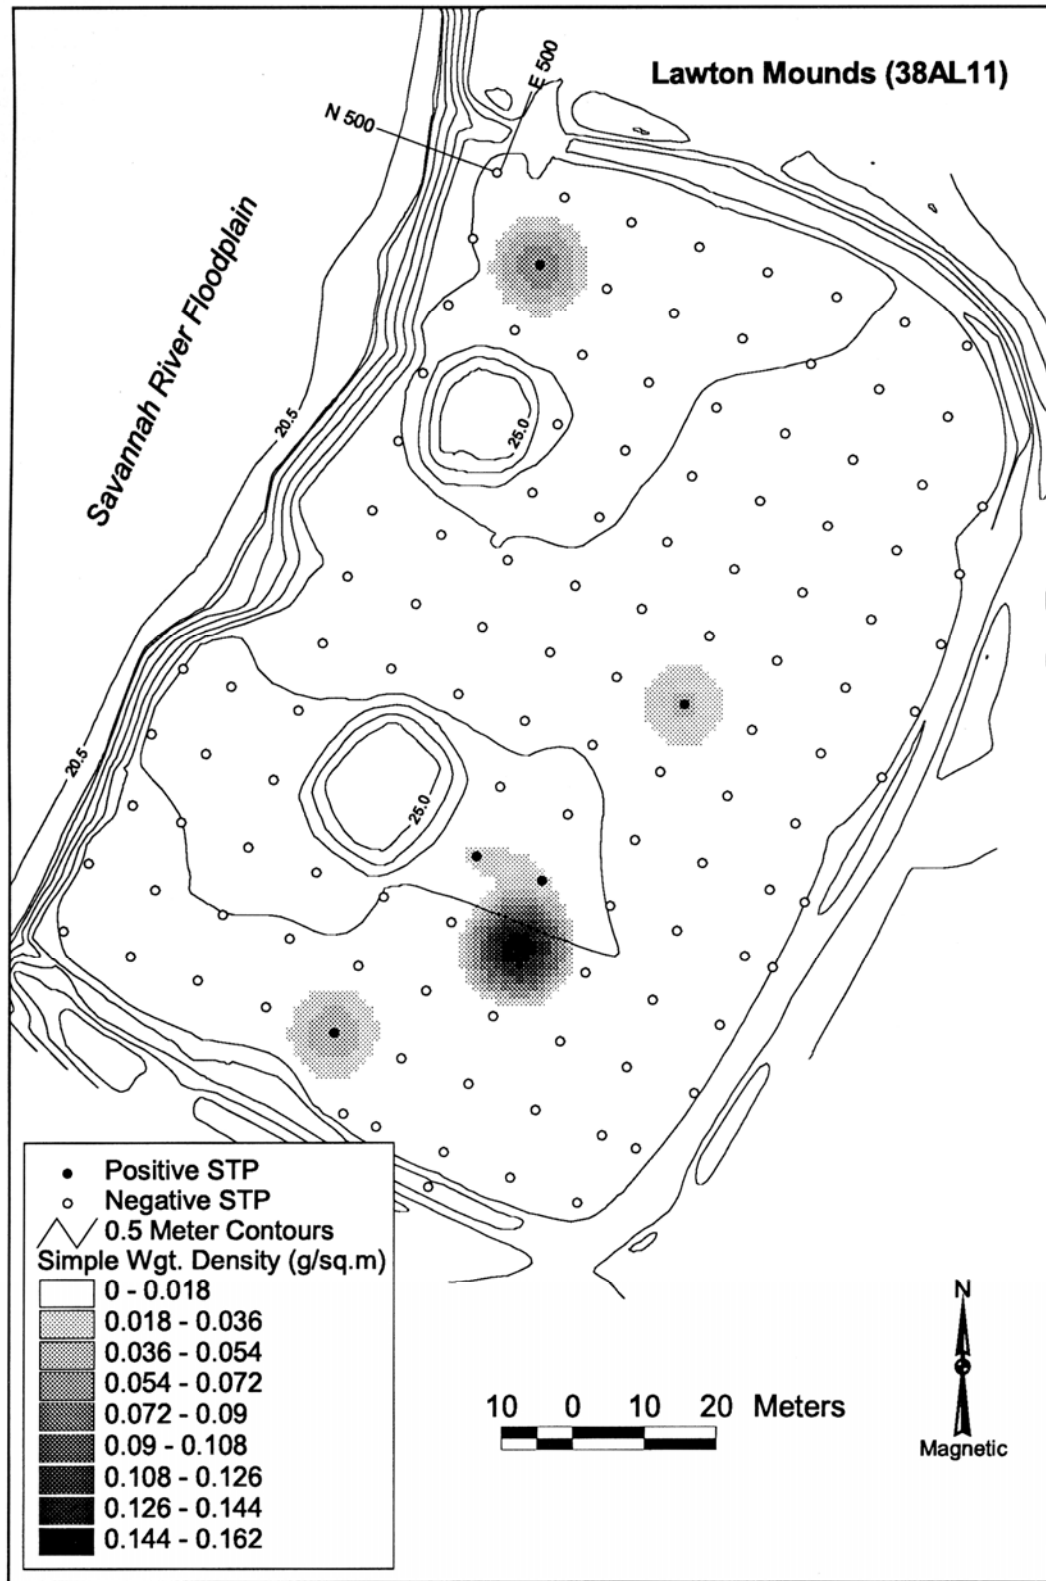 Lawton Mounds (38AL11)
E 500
N 500
Savannah River Floodplain
20.5
25.0
20.5
25.0
Positive STP
Negative STP
0.5 Meter Contours
Simple Wgt. Density (g/sq.m)
0 - 0.018
0.018 - 0.036
0.036 - 0.054
0.054 - 0.072
0.072 - 0.09
0.09 - 0.108
0.108 - 0.126
0.126 - 0.144
0.144 - 0.162
10 0 10 20 Meters
N
Magnetic